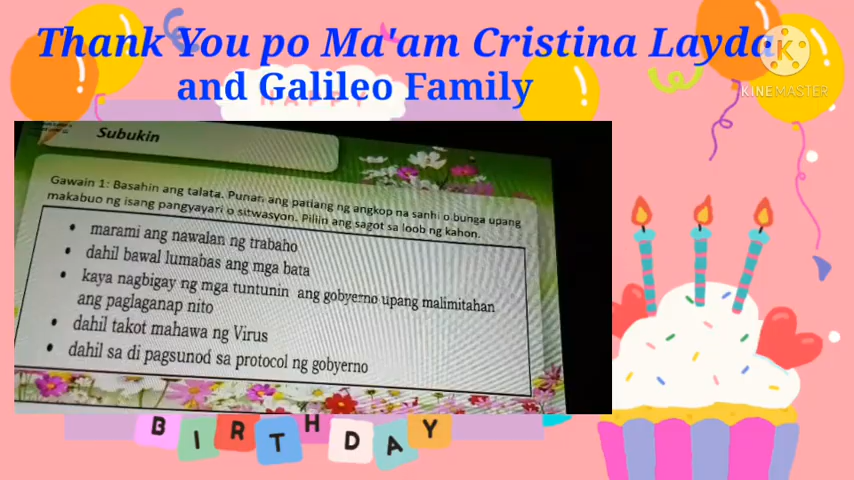 Thank You po Ma'am Cristina Layda
and Galileo Family
KINEMASTER
HAPPY
Subukin
Gawain 1: Basahin ang talata. Punan ang patlang ng angkop na sanhi o bunga upang
makabuo ng isang pangyayari o sitwasyon. Piliin ang sagot sa loob ng kahon.
• marami ang nawalan ng trabaho
• dahil bawal lumabas ang mga bata
• kaya nagbigay ng mga tuntunin ang gobyerno upang malimitahan
ang paglaganap nito
• dahil takot mahawa ng Virus
• dahil sa di pagsunod sa protocol ng gobyerno
BIRTHDAY